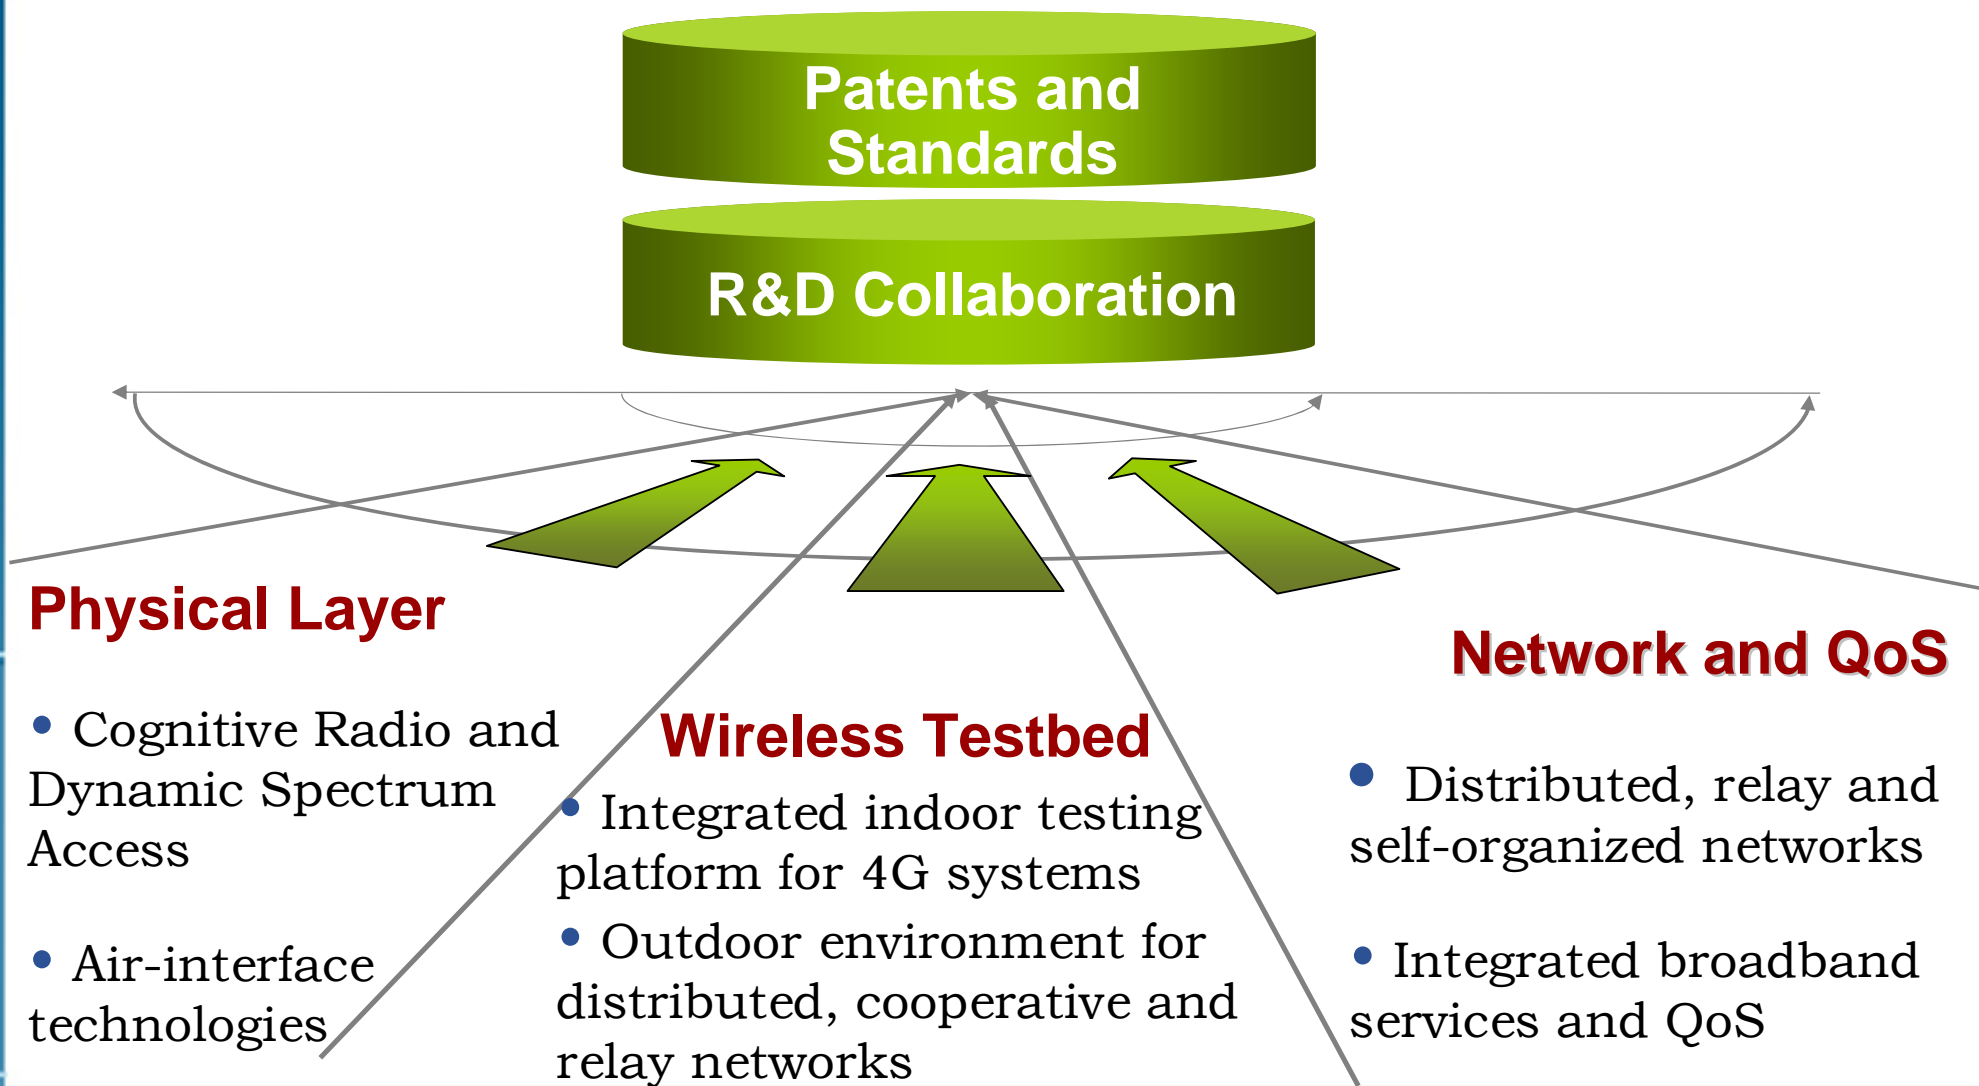 Patents and
Standards
R&D Collaboration
Physical Layer
• Cognitive Radio and
Dynamic Spectrum
Access
• Air-interface
technologies
Wireless Testbed
• Integrated indoor testing
platform for 4G systems
• Outdoor environment for
distributed, cooperative and
relay networks
Network and QoS
• Distributed, relay and
self-organized networks
• Integrated broadband
services and QoS